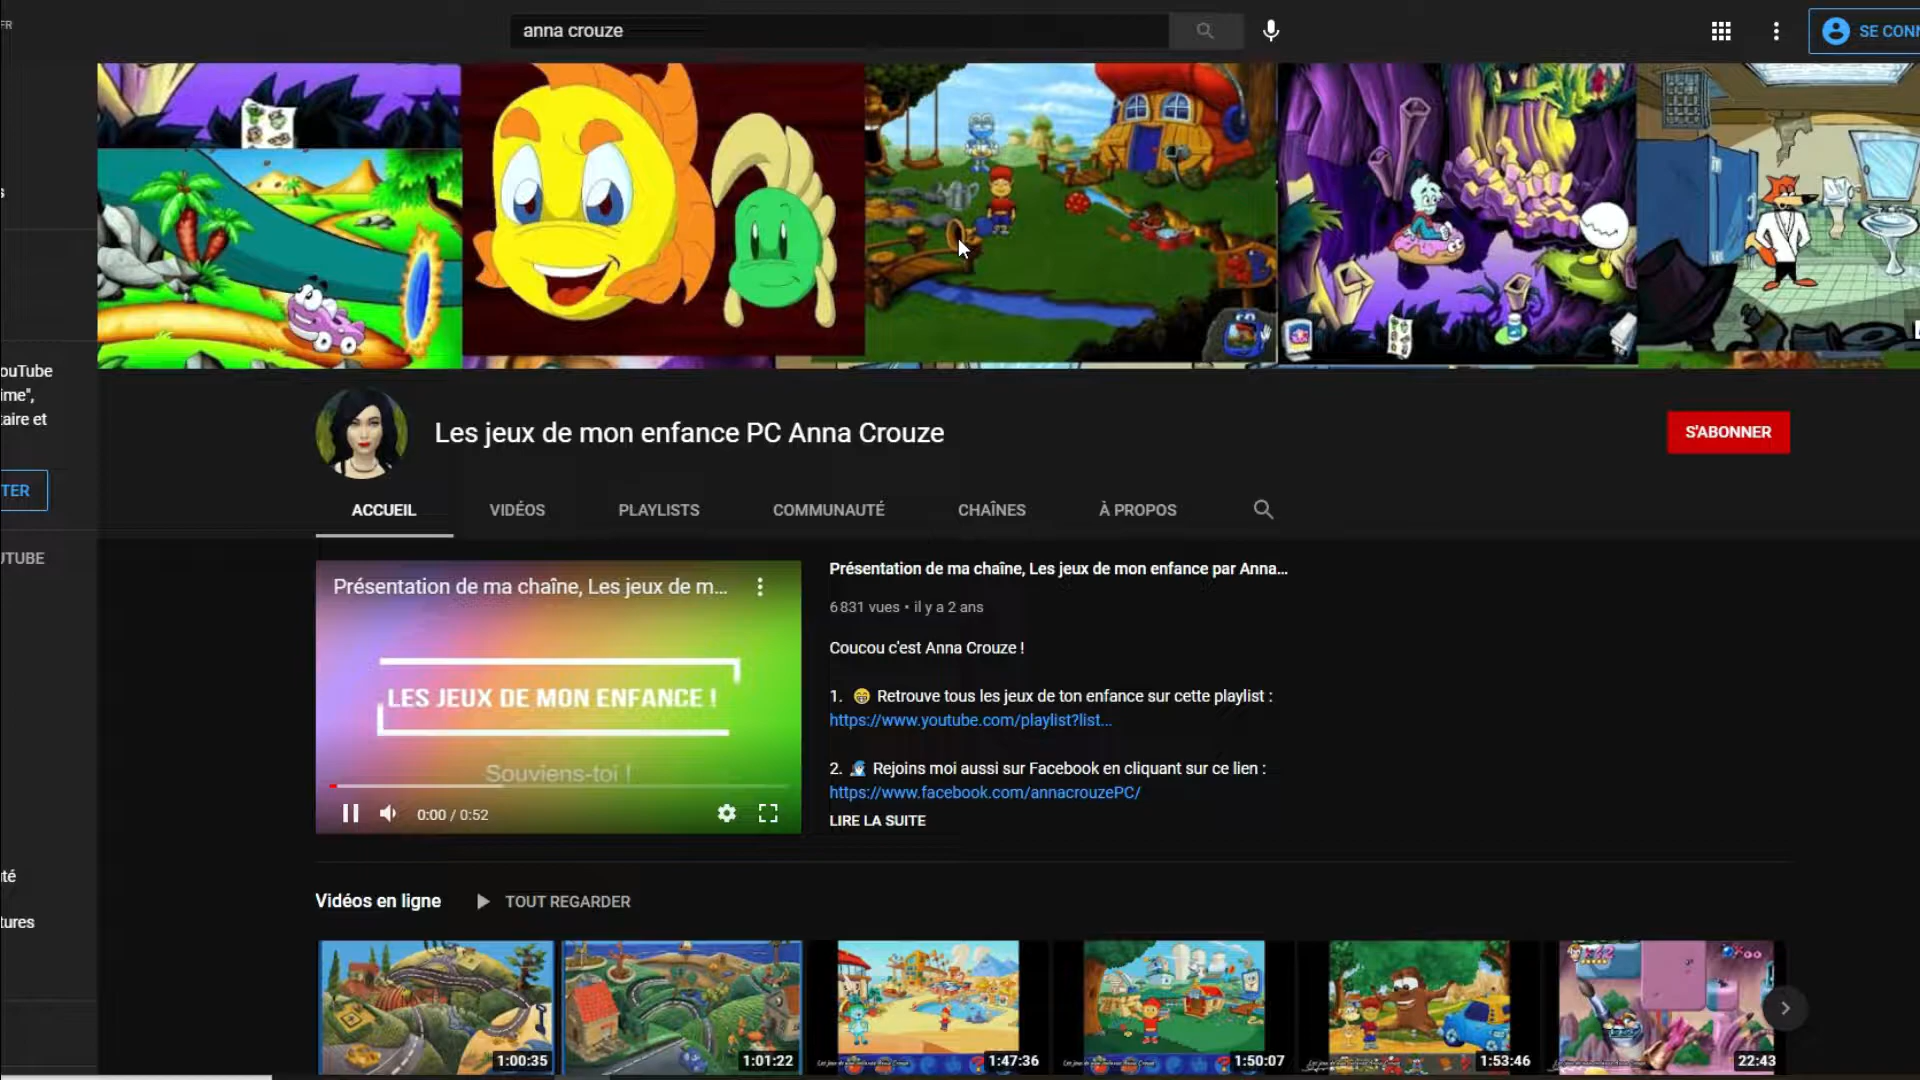 FR
anna crouze
SE CONN
s
ouTube
ime",
taire et
TER
UTUBE
té
tures
Les jeux de mon enfance PC Anna Crouze
S'ABONNER
ACCUEIL
VIDÉOS
PLAYLISTS
COMMUNAUTÉ
CHAÎNES
À PROPOS
Présentation de ma chaîne, Les jeux de m...
LES JEUX DE MON ENFANCE !
Souviens-toi !
0:00 / 0:52
Présentation de ma chaîne, Les jeux de mon enfance par Anna...
6 831 vues • il y a 2 ans
Coucou c'est Anna Crouze !
1. 😁 Retrouve tous les jeux de ton enfance sur cette playlist :
https://www.youtube.com/playlist?list...
2. Rejoins moi aussi sur Facebook en cliquant sur ce lien :
https://www.facebook.com/annacrouzePC/
LIRE LA SUITE
Vidéos en ligne
TOUT REGARDER
1:00:35
1:01:22
1:47:36
1:50:07
1:53:46
22:43